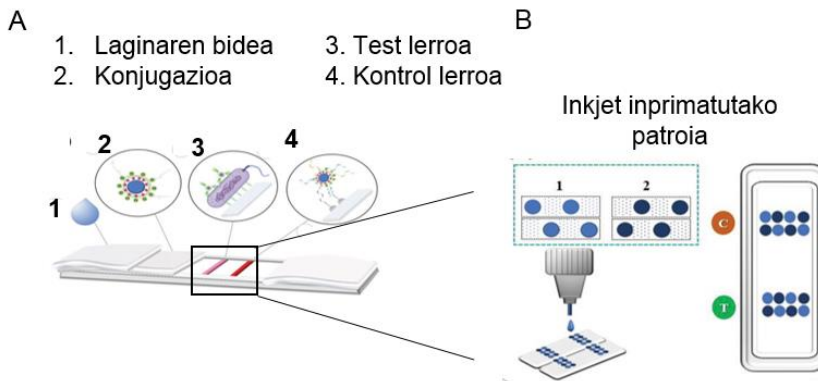 A
1. Laginaren bidea
2. Konjugazioa
3. Test lerroa
4. Kontrol lerroa
1
2
3
4
B
Inkjet inprimatutako
patroia
1
2
C
T